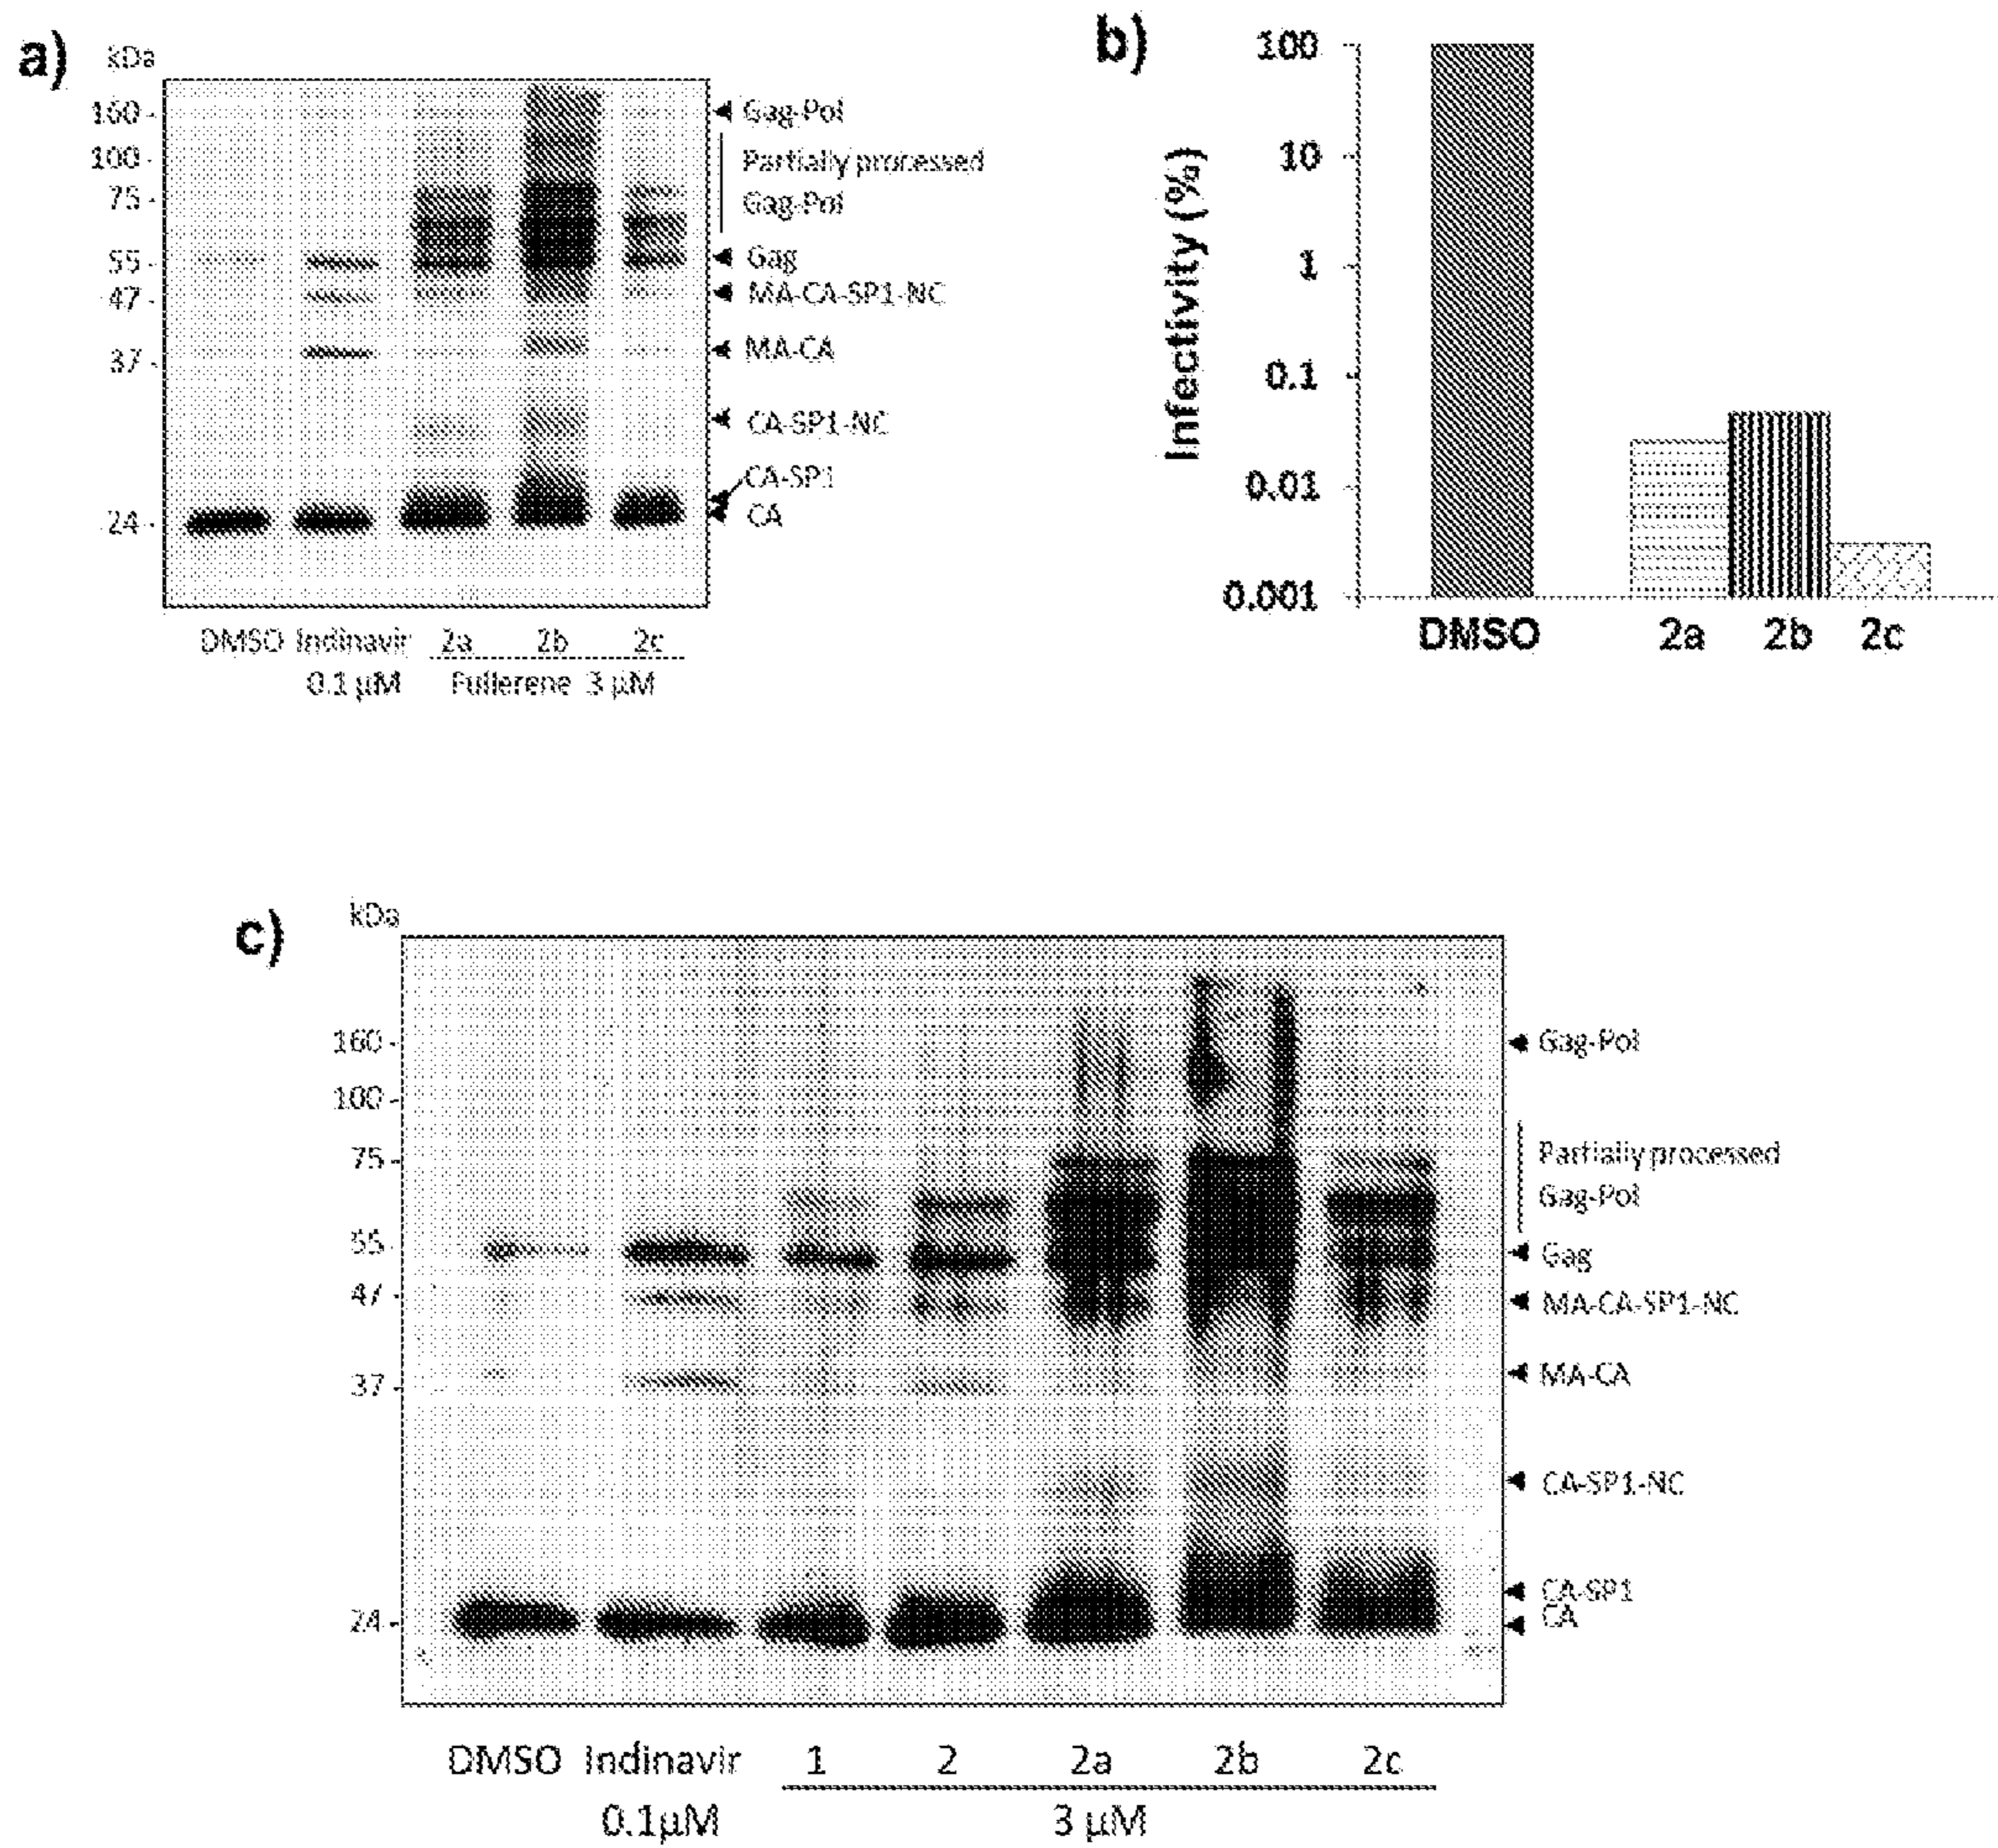 a)
kDa
160
100
75
55
47
37
24
Gag-Pol
Partially processed
Gag-Pol
Gag
MA-CA-SP1-NC
MA-CA
CA-SP1-NC
CA-SP1
CA
DMSO Indinavir 2a 2b 2c
0.1 µM Fullerene 3 µM
b)
Infectivity (%)
100
10
1
0.1
0.01
0.001
DMSO 2a 2b 2c
c)
kDa
160
100
75
55
47
37
24
Gag-Pol
Partially processed
Gag-Pol
Gag
MA-CA-SP1-NC
MA-CA
CA-SP1-NC
CA-SP1
CA
DMSO Indinavir 1 2 2a 2b 2c
0.1µM 3 µM